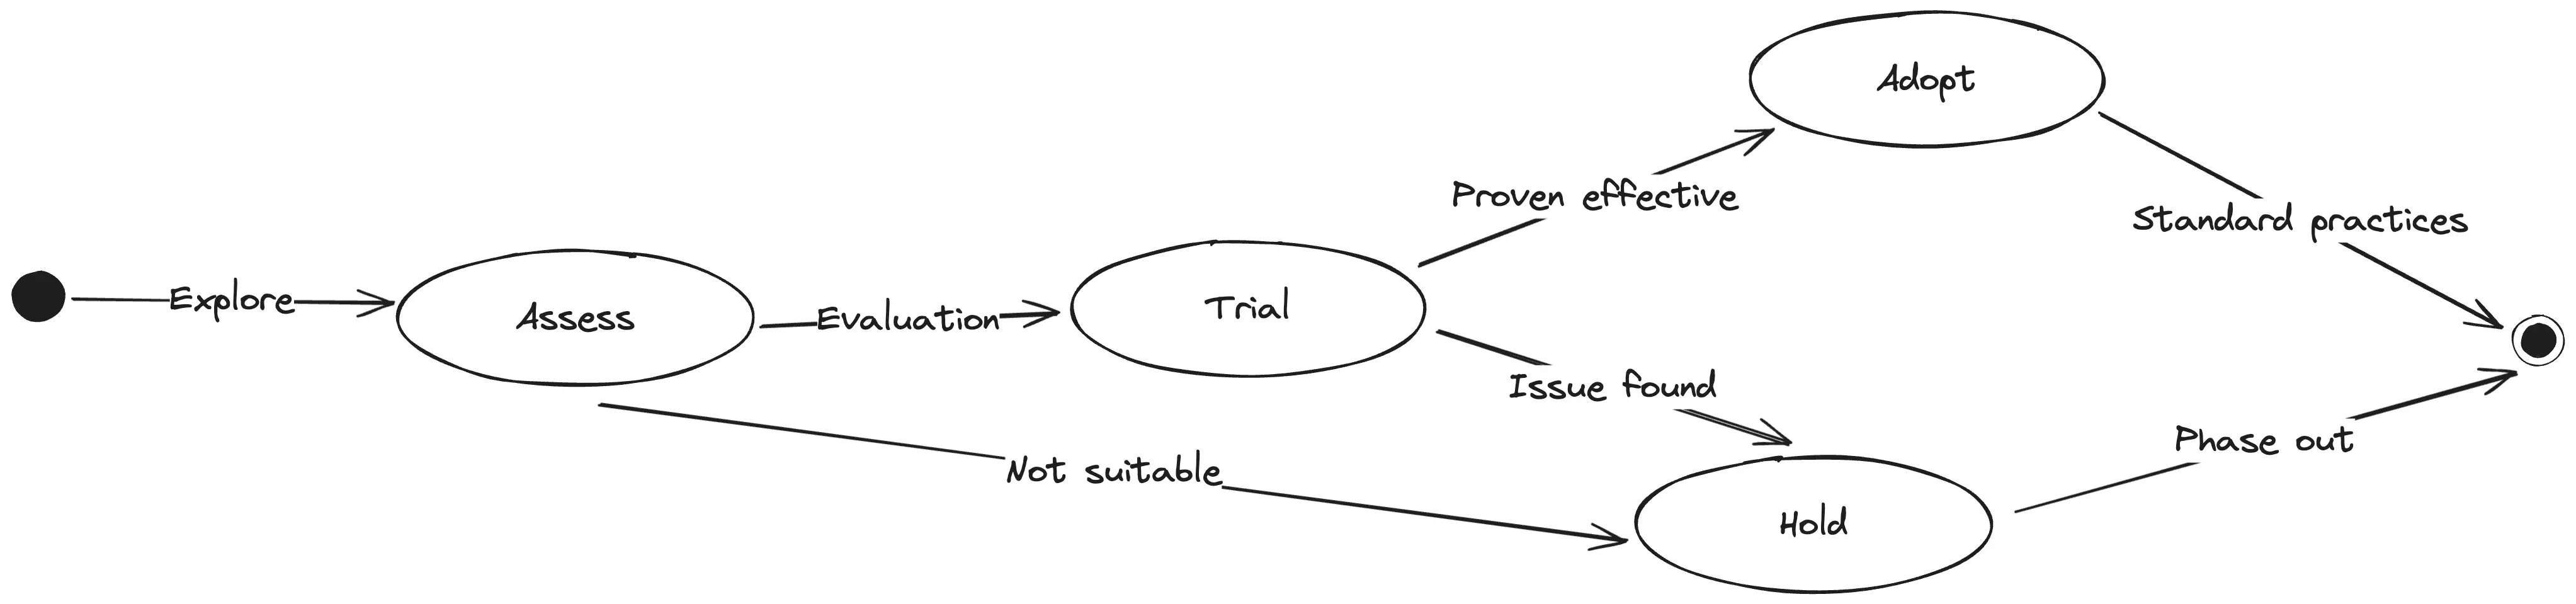 Adopt
Proven effective
Standard practices
Explore
Assess
Evaluation
Trial
Issue found
Not suitable
Phase out
Hold